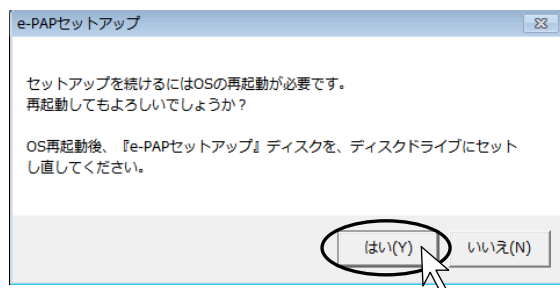 e-PAPセットアップ
セットアップを続けるにはOSの再起動が必要です。
再起動してもよろしいでしょうか？
OS再起動後、『e-PAPセットアップ』ディスクを、ディスクドライブにセット
し直してください。
はい(Y) いいえ(N)